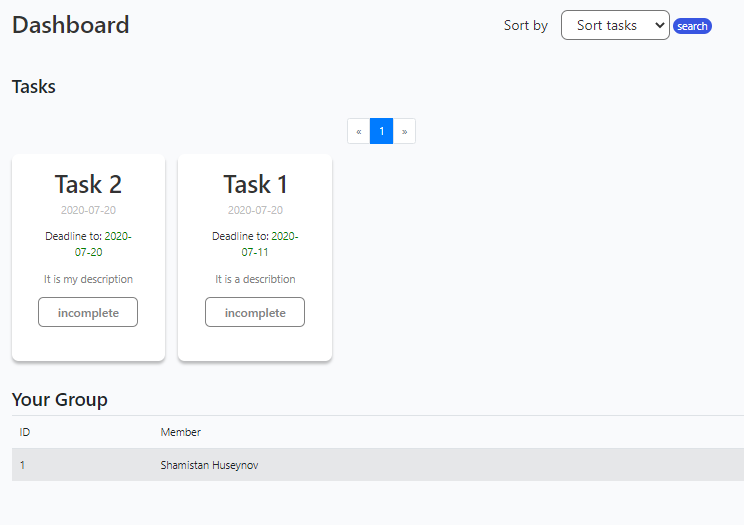 Dashboard
Sort by Sort tasks search
Tasks
« 1 »
Task 2
2020-07-20
Deadline to: 2020-
07-20
It is my description
incomplete
Task 1
2020-07-20
Deadline to: 2020-
07-11
It is a describtion
incomplete
Your Group
ID Member
1 Shamistan Huseynov